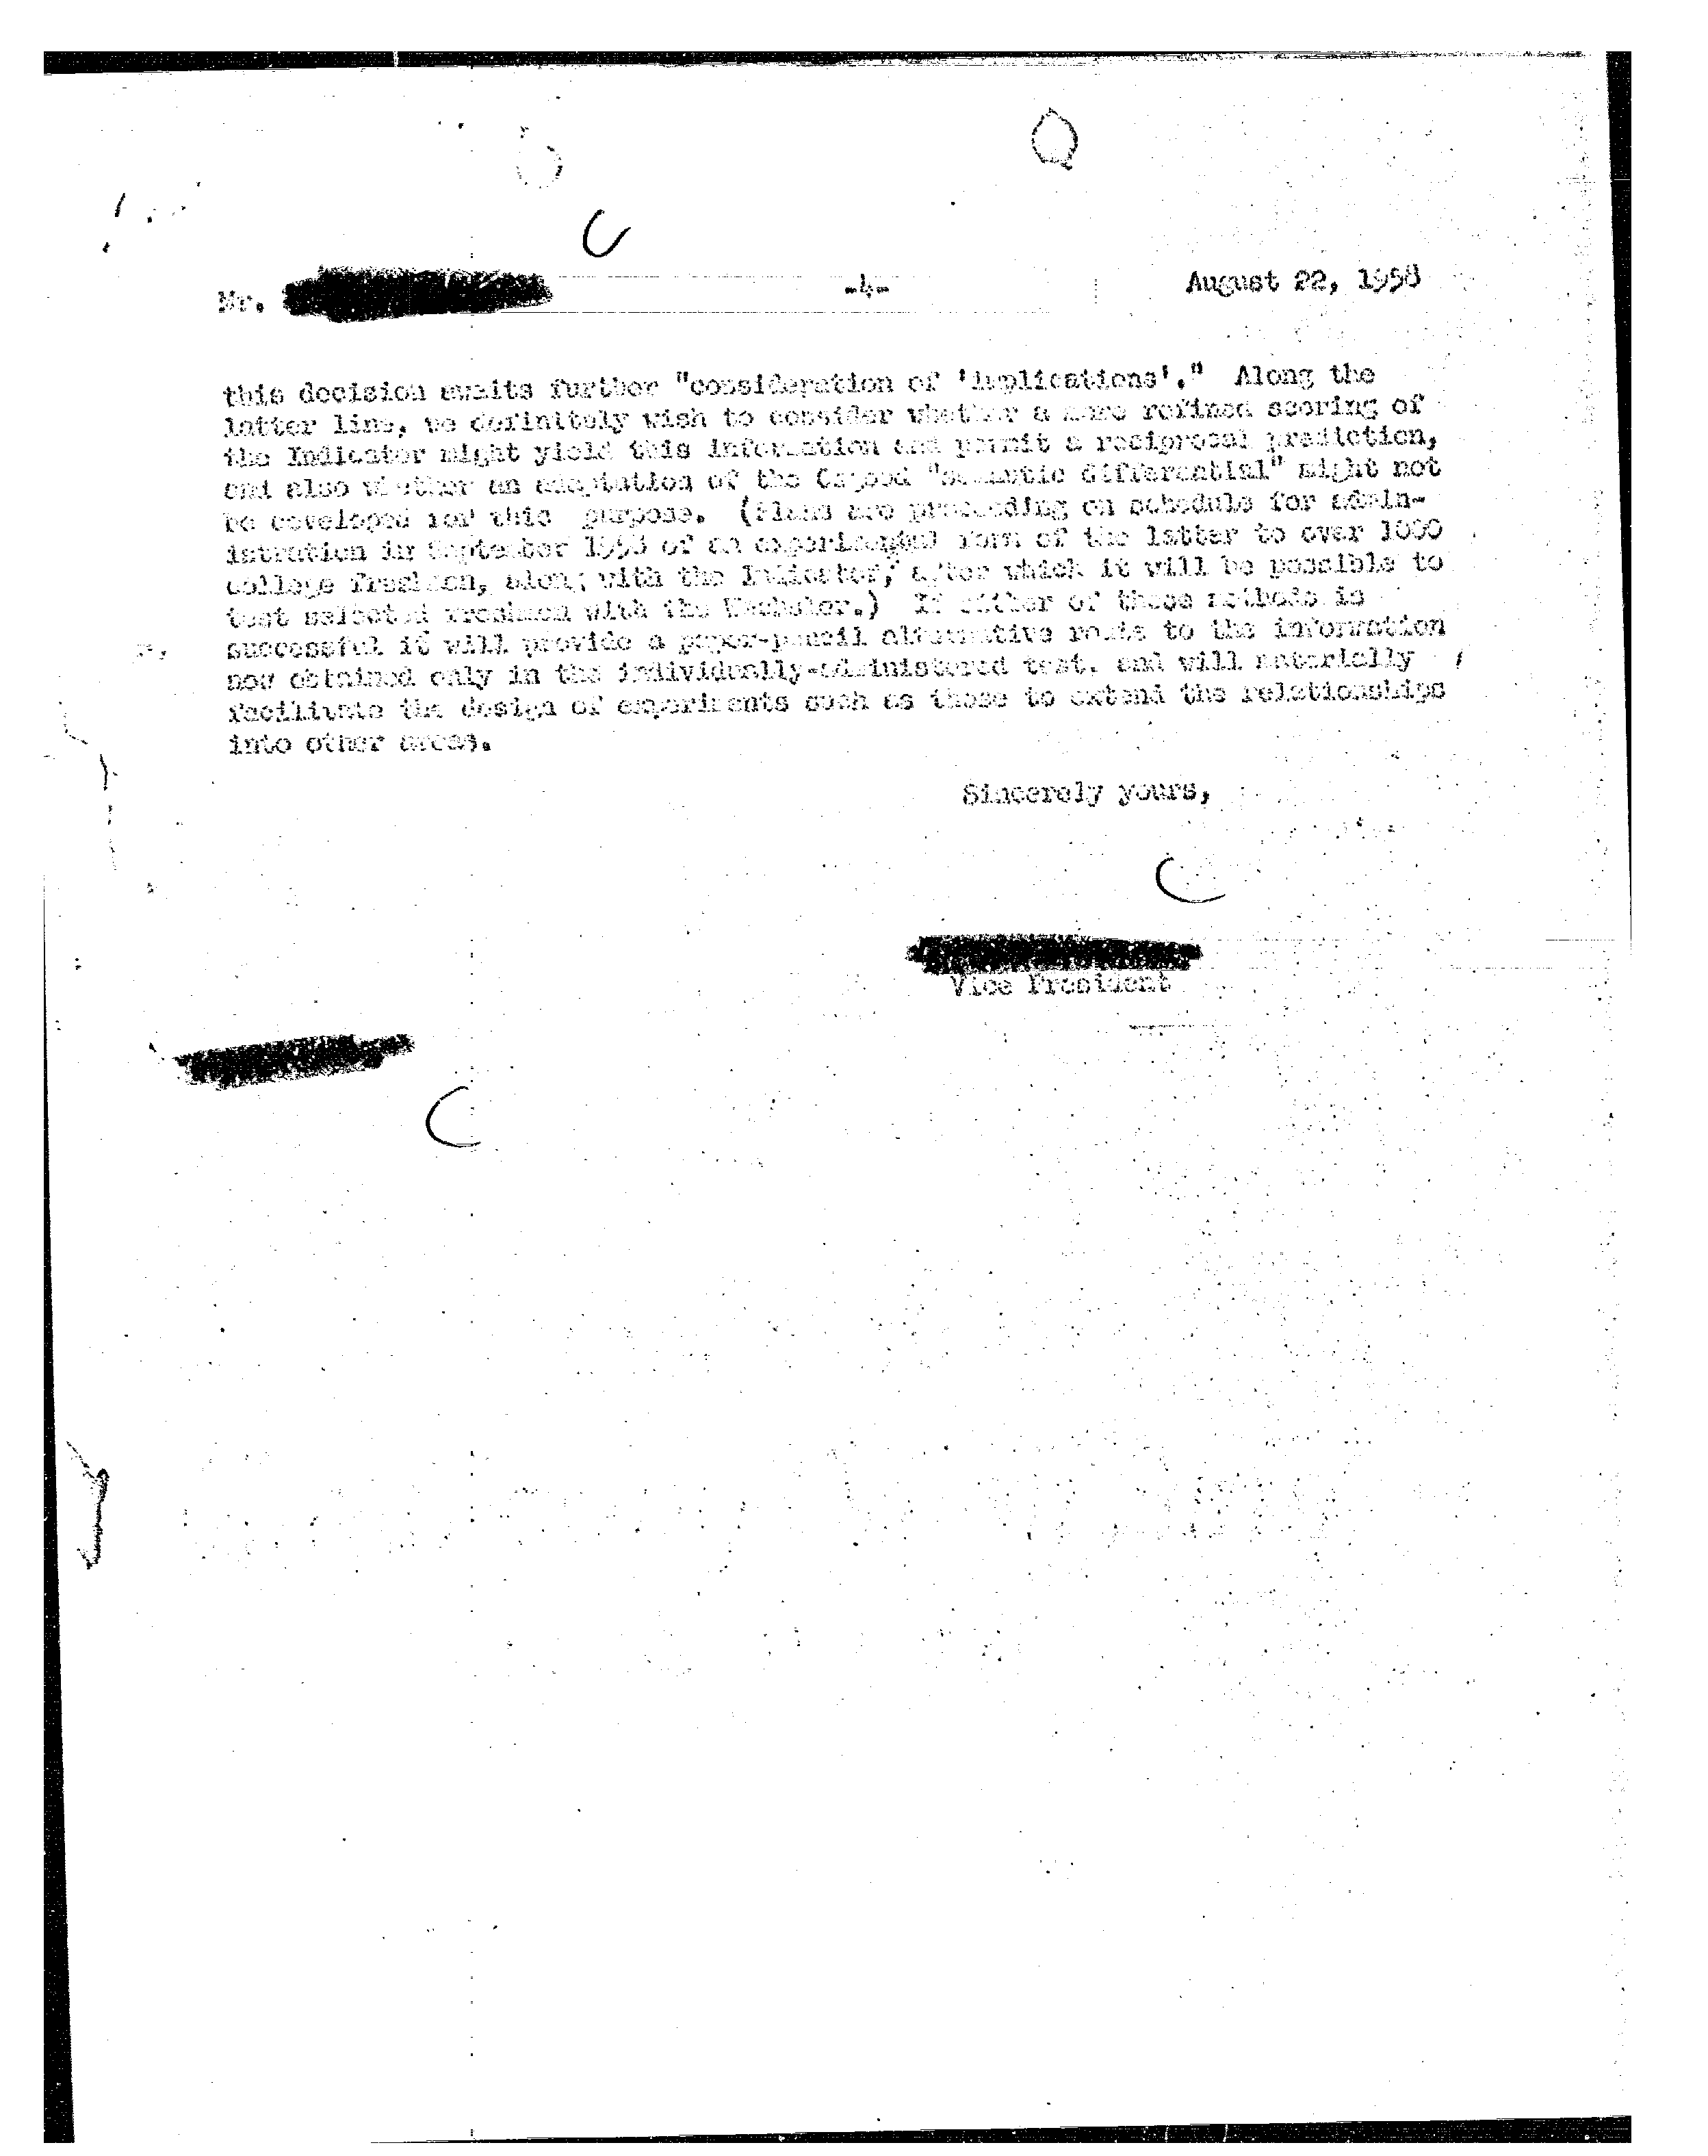 Mr.
-4-
August 22, 1958
this decision awaits further "consideration of 'implications'." Along the
latter line, we definitely wish to consider whether a more refined scoring of
the Indicator might yield this information and permit a reciprocal prediction,
and also whether an adaptation of the Osgood "semantic differential" might not
be developed for this purpose. (Plans are proceeding on schedule for admin-
istration in September 1958 of an experimental form of the latter to over 1000
college freshmen, along with the Indicator, after which it will be possible to
test selected freshmen with the Wechsler.) If either of these methods is
successful it will provide a paper-pencil alternative route to the information
now obtained only in the individually-administered test, and will materially
facilitate the design of experiments such as those to extend the relationships
into other areas.
Sincerely yours,
C
Vice President
C